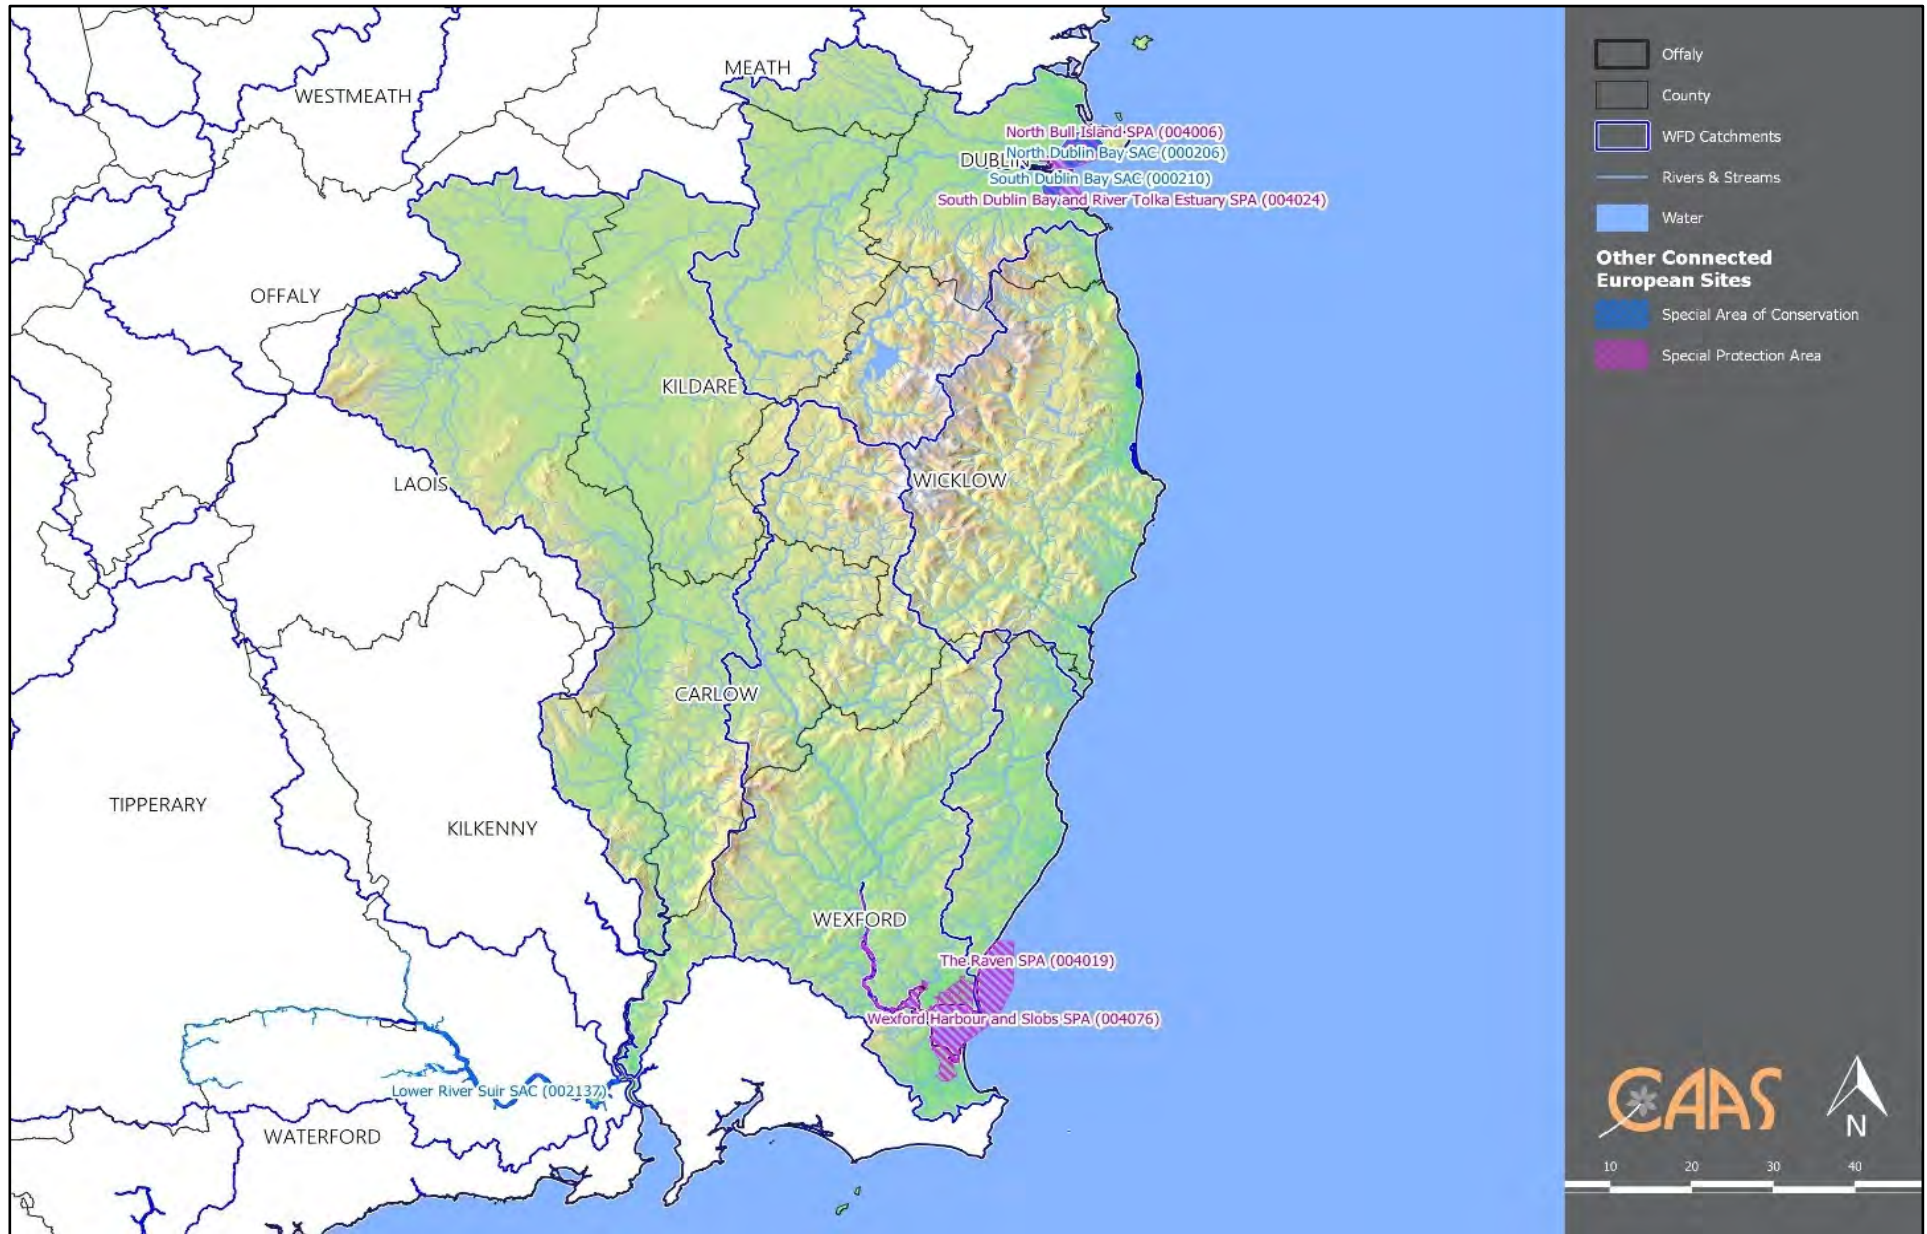 MEATH
WESTMEATH
North Bull Island SPA (004006)
North Dublin Bay SAC (000206)
DUBLIN
South Dublin Bay SAC (000210)
South Dublin Bay and River Tolka Estuary SPA (004024)
OFFALY
KILDARE
LAOIS
WICKLOW
CARLOW
TIPPERARY
KILKENNY
WEXFORD
The Raven SPA (004019)
Wexford Harbour and Slobs SPA (004076)
Lower River Suir SAC (002137)
WATERFORD
Offaly
County
WFD Catchments
Rivers & Streams
Water
Other Connected
European Sites
Special Area of Conservation
Special Protection Area
CAAS
N
10 20 30 40